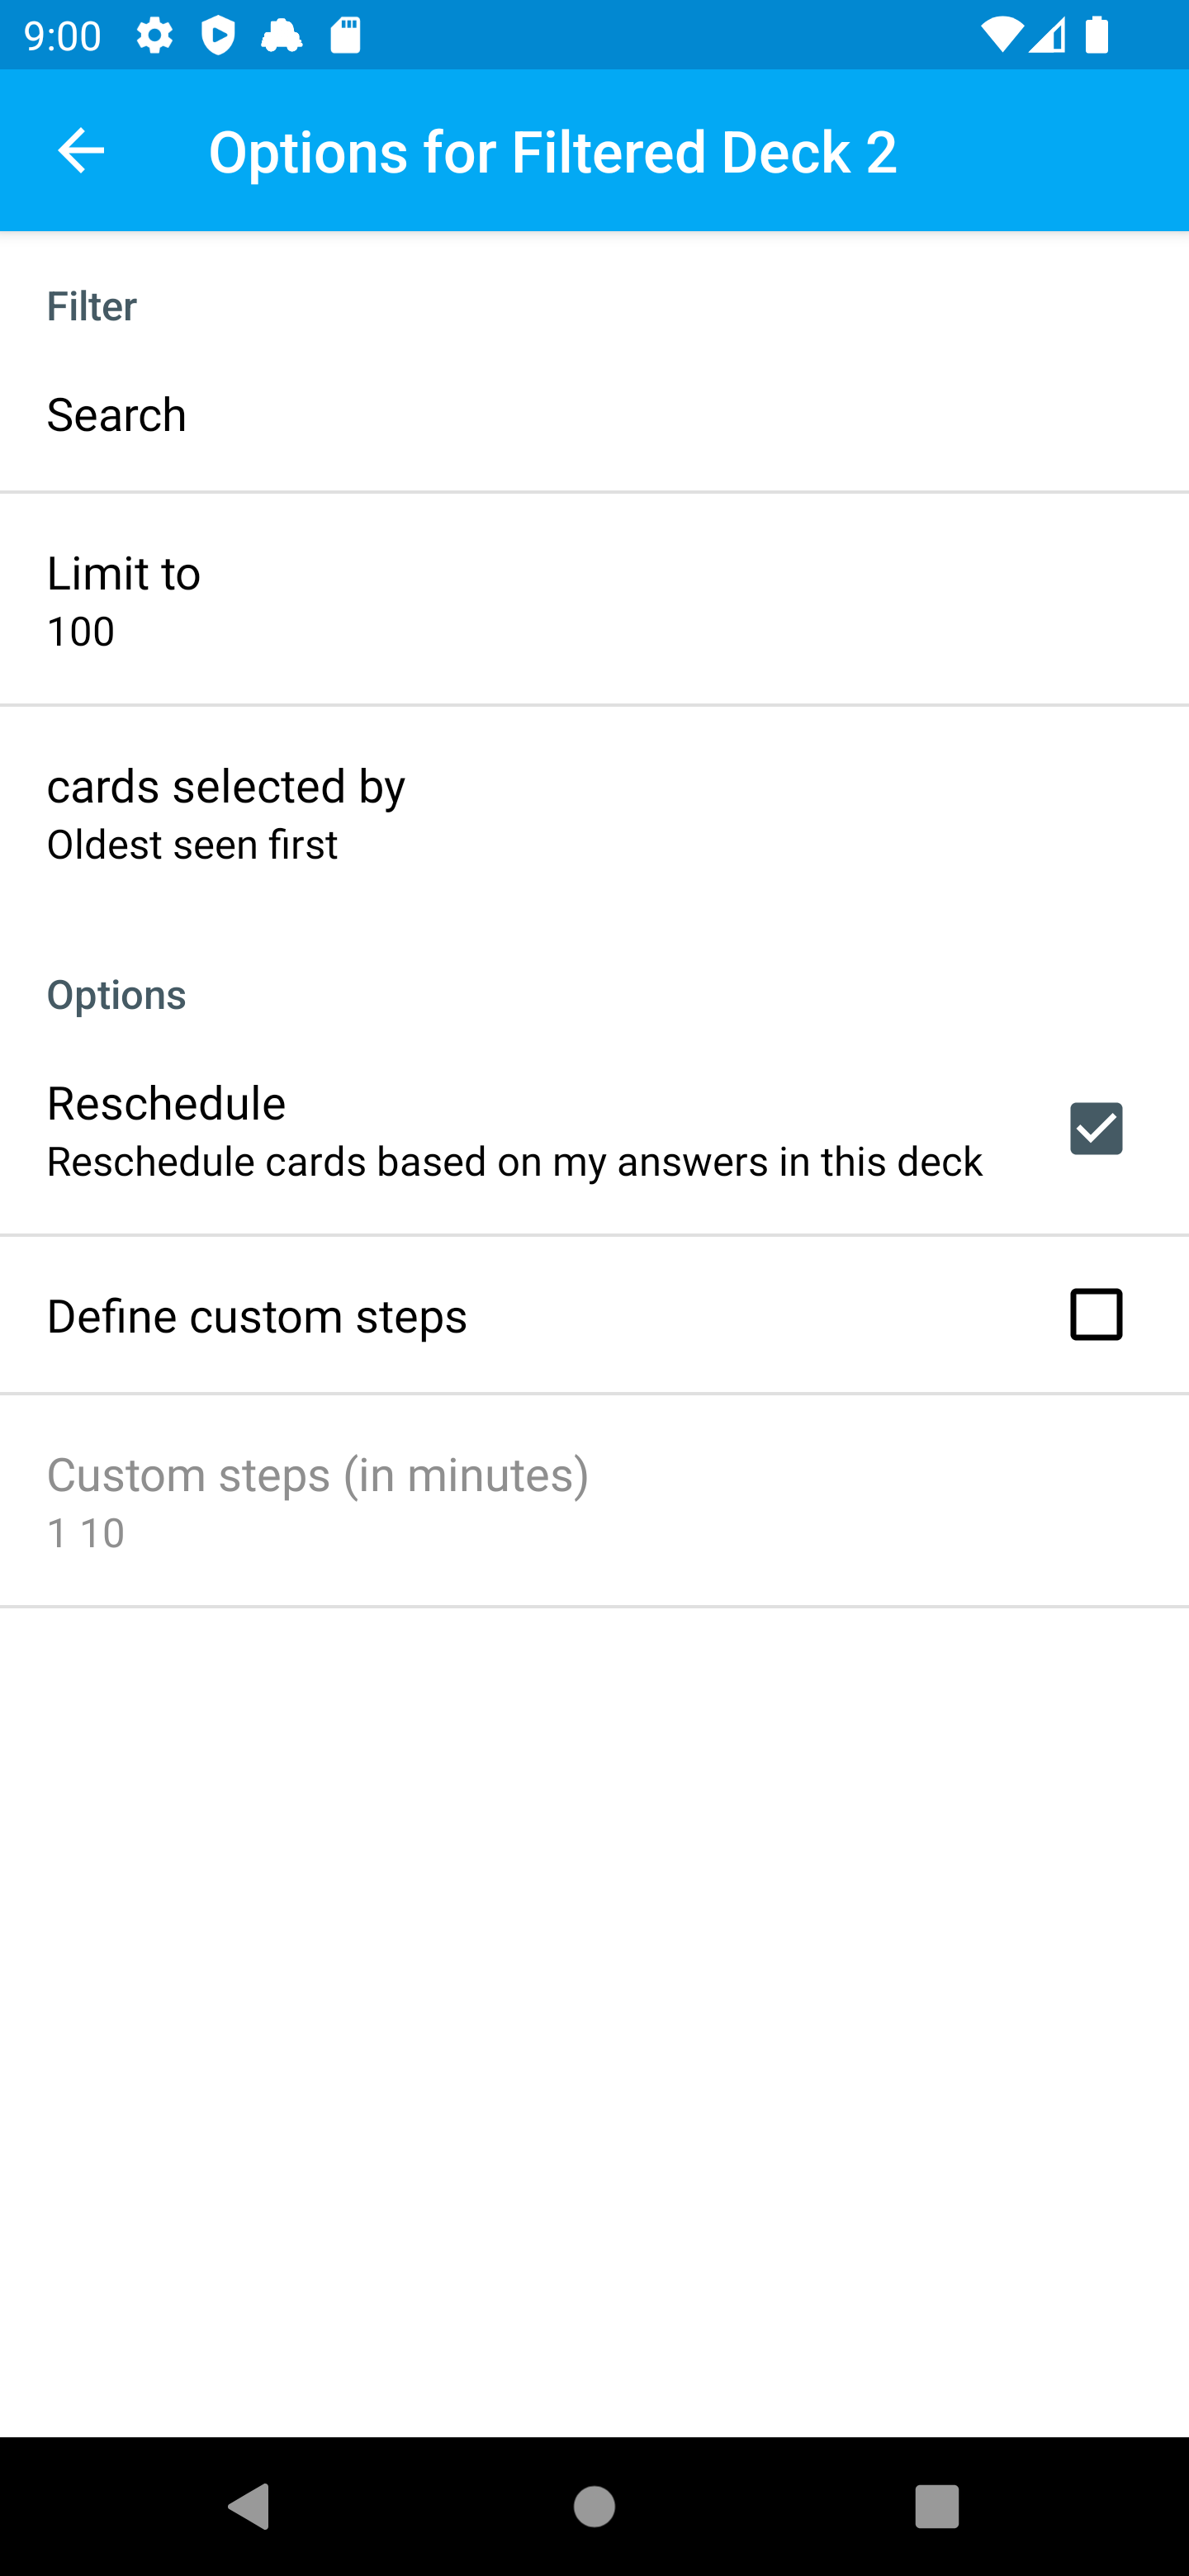 9:00
Options for Filtered Deck 2
Filter
Search
Limit to
100
cards selected by
Oldest seen first
Options
Reschedule
Reschedule cards based on my answers in this deck
Define custom steps
Custom steps (in minutes)
1 10